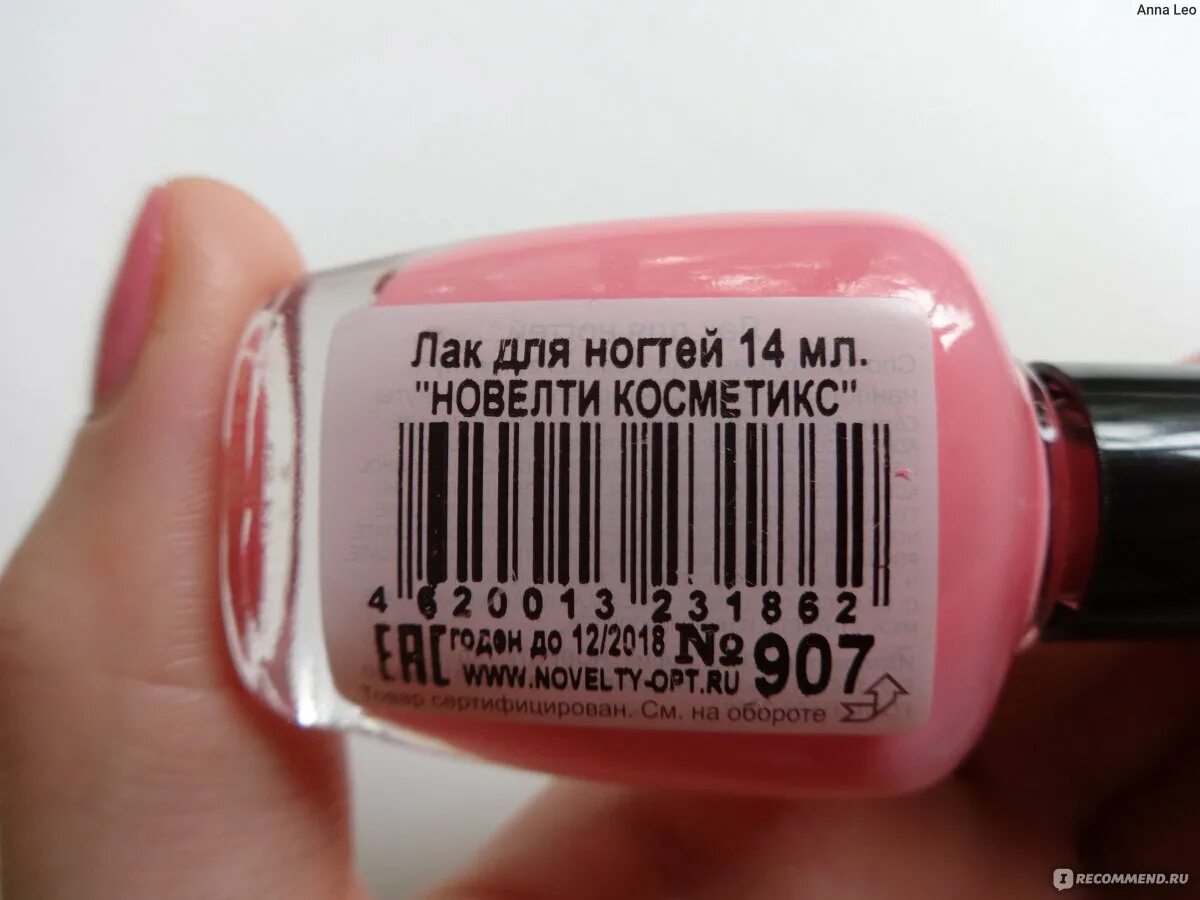 Anna Leo
Лак для ногтей 14 мл.
"НОВЕЛТИ КОСМЕТИКС"
4 620013 231862
ЕАС годен до 12/2018 № 907
WWW.NOVELTY-OPT.RU
Товар сертифицирован. См. на обороте
I RECOMMEND.RU